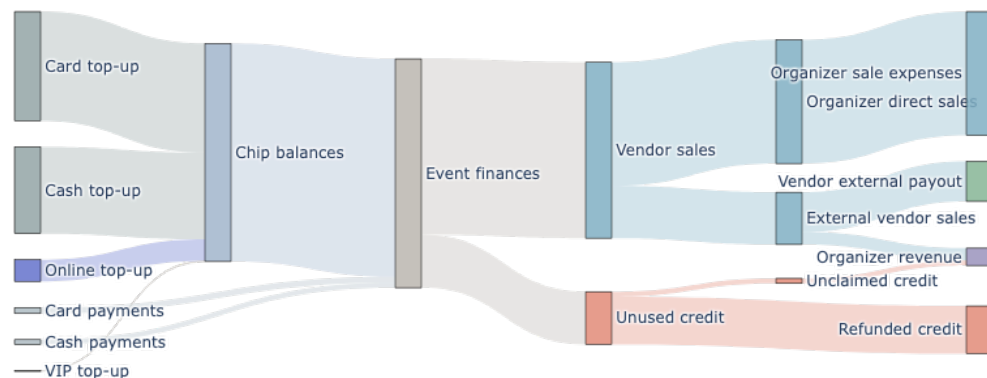 Card top-up
Cash top-up
Online top-up
Card payments
Cash payments
VIP top-up
Chip balances
Event finances
Vendor sales
Unused credit
Organizer sale expenses
Organizer direct sales
Vendor external payout
External vendor sales
Organizer revenue
Unclaimed credit
Refunded credit